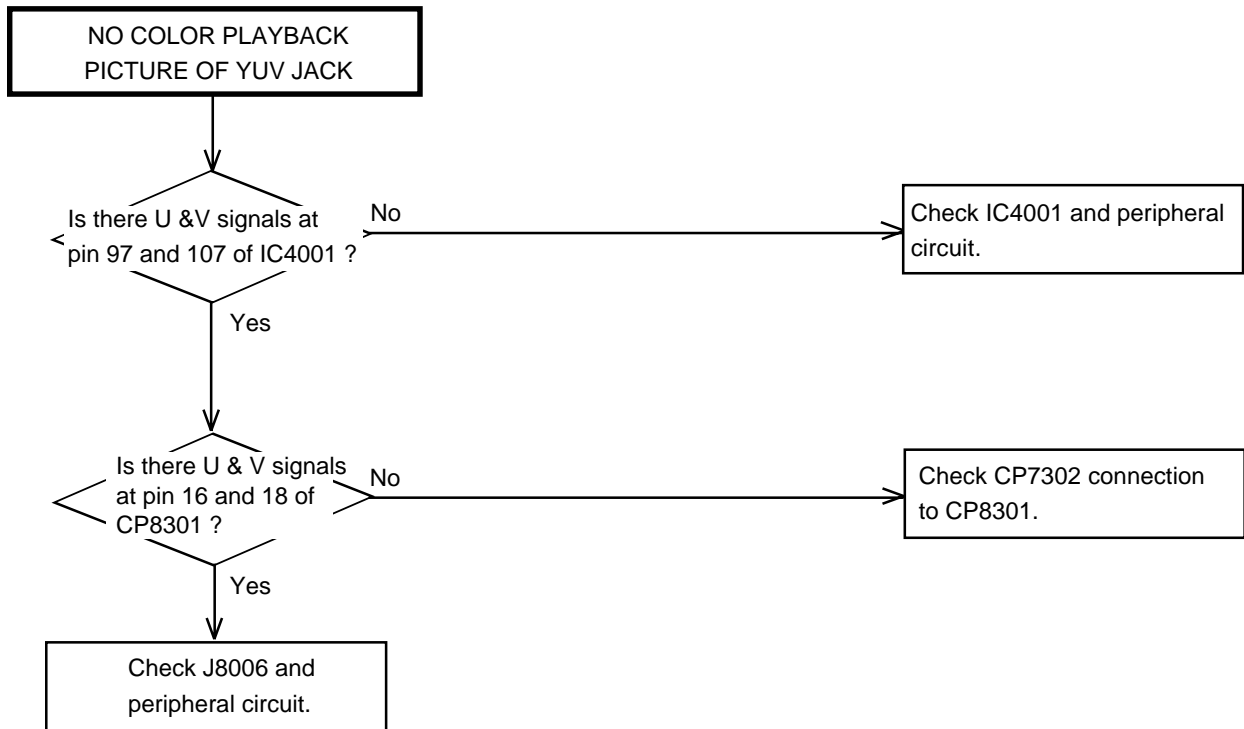 NO COLOR PLAYBACK
PICTURE OF YUV JACK
Is there U &V signals at
pin 97 and 107 of IC4001 ?
No
Check IC4001 and peripheral
circuit.
Yes
Is there U & V signals
at pin 16 and 18 of
CP8301 ?
No
Check CP7302 connection
to CP8301.
Yes
Check J8006 and
peripheral circuit.